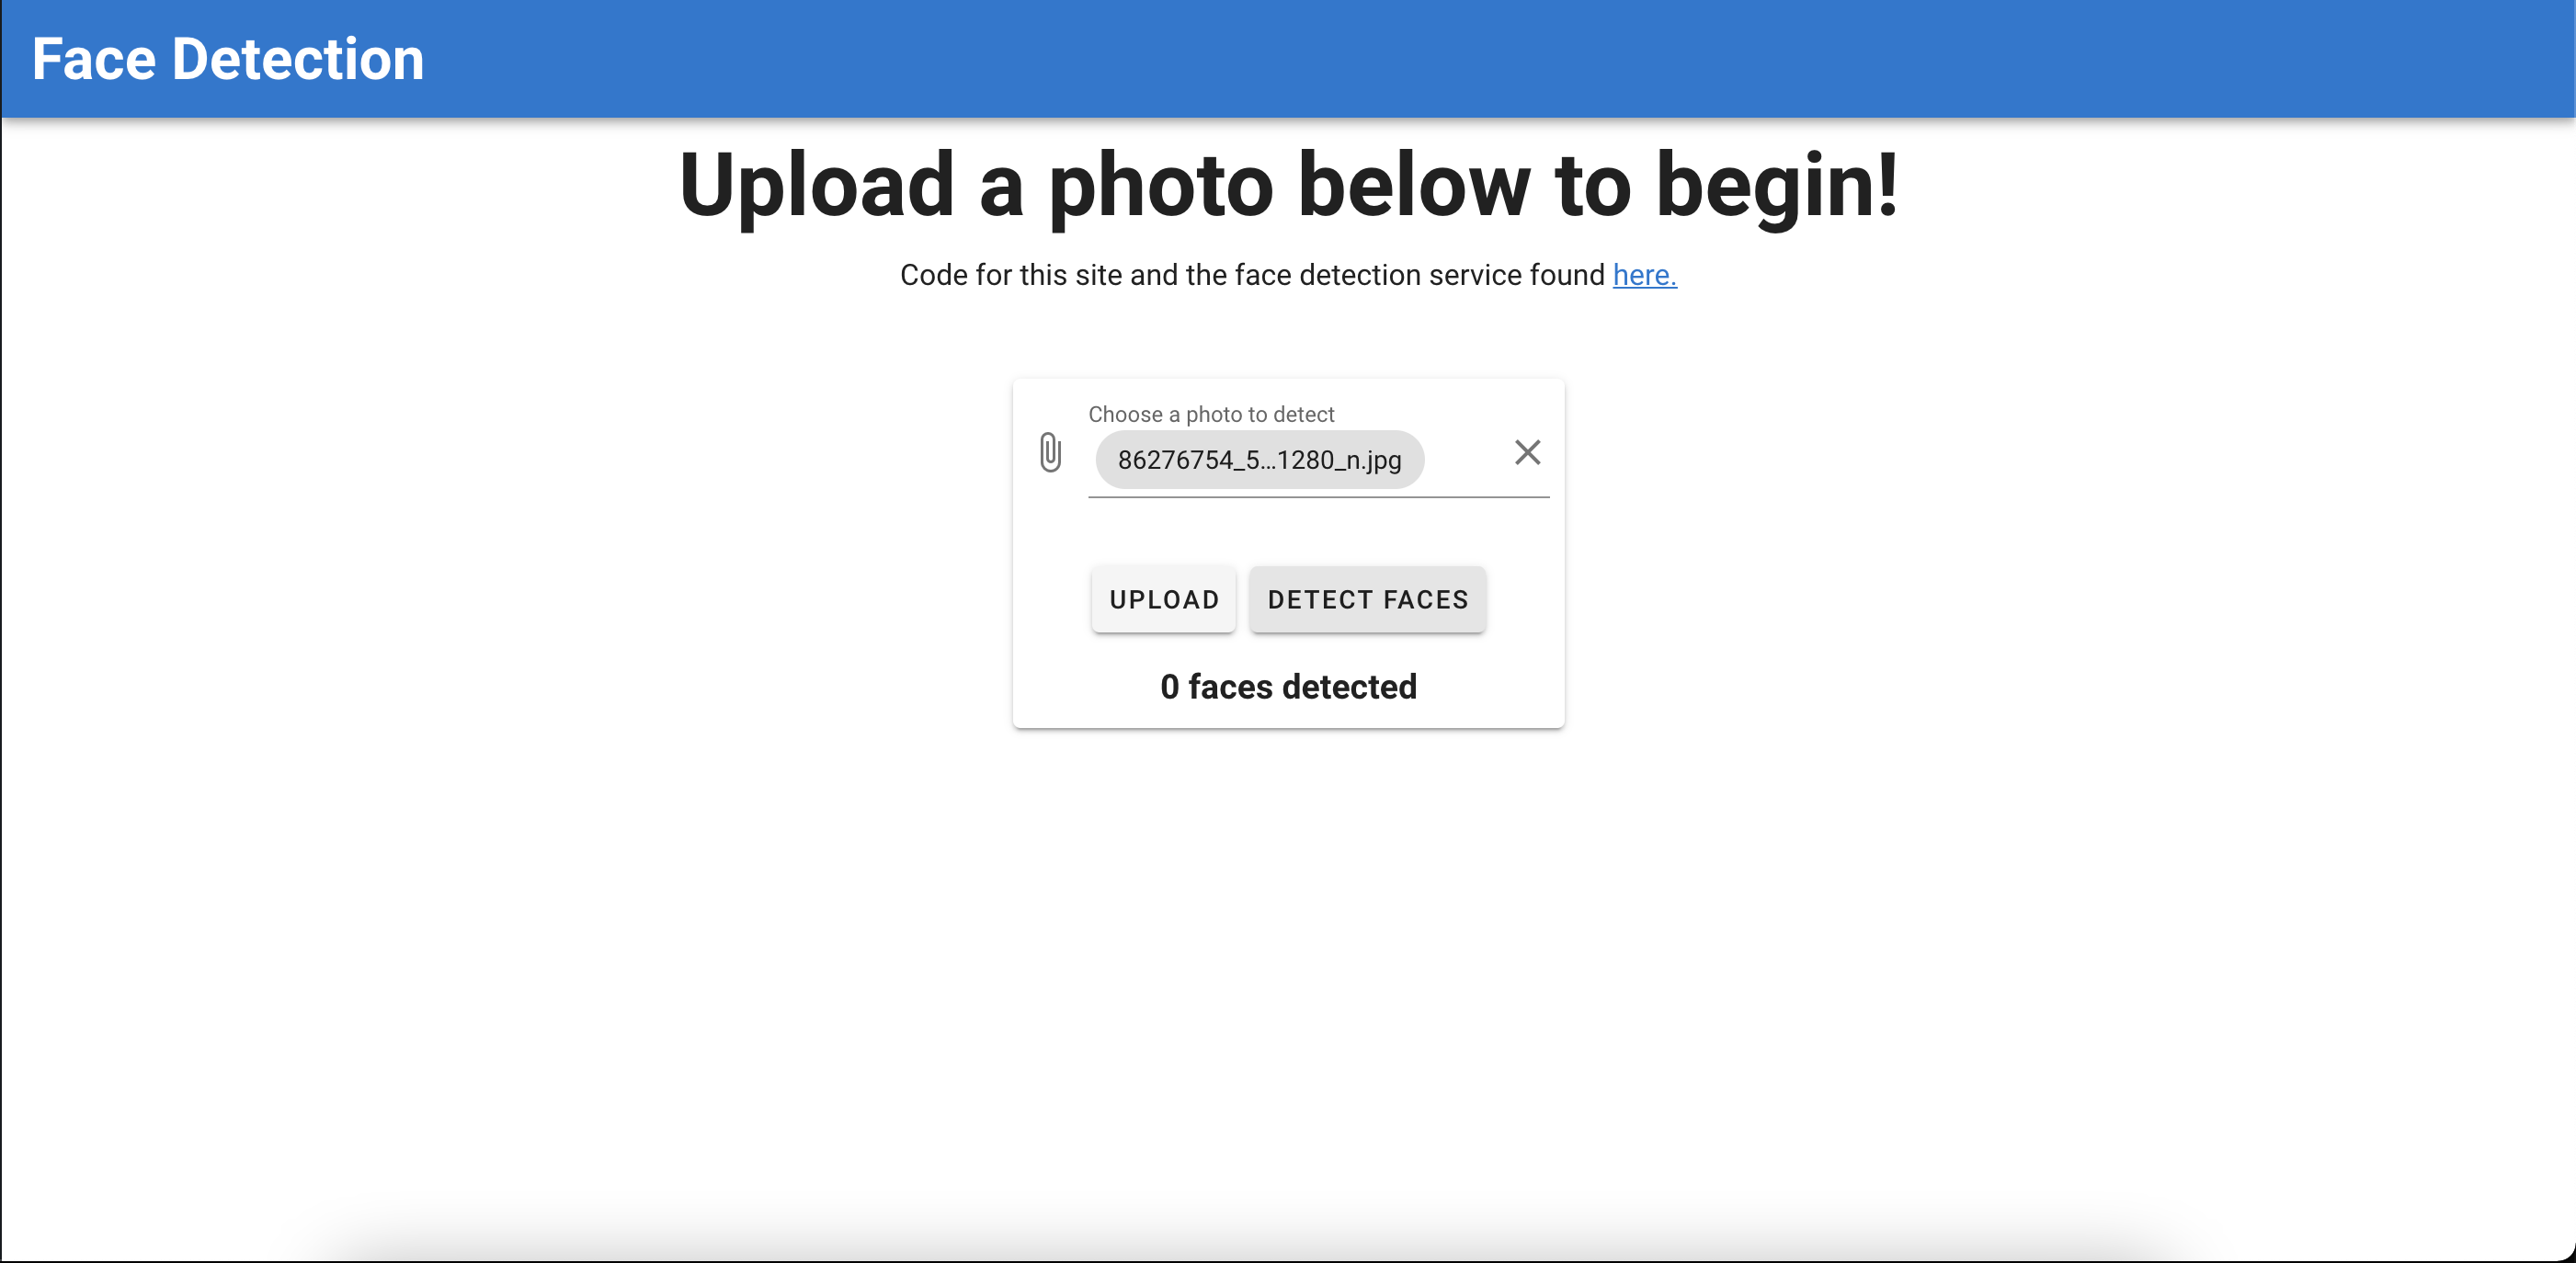 Face Detection
Upload a photo below to begin!
Code for this site and the face detection service found here.
Choose a photo to detect
86276754_5...1280_n.jpg
UPLOAD DETECT FACES
0 faces detected